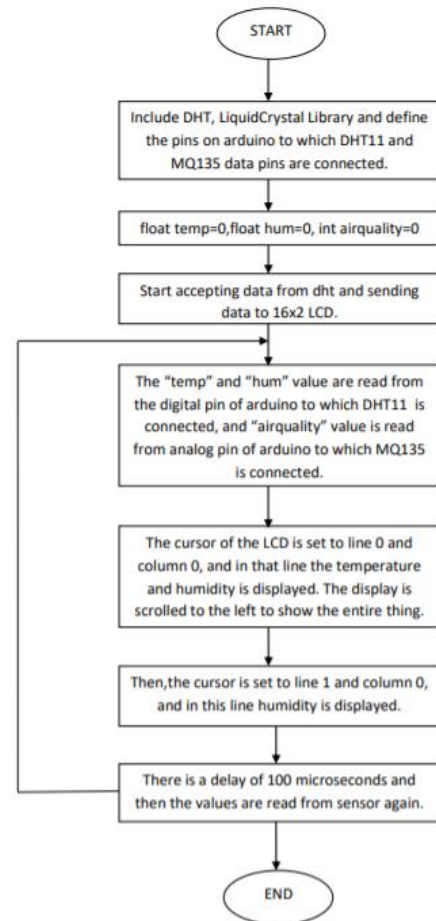 START
Include DHT, LiquidCrystal Library and define
the pins on arduino to which DHT11 and
MQ135 data pins are connected.
float temp=0,float hum=0, int airquality=0
Start accepting data from dht and sending
data to 16x2 LCD.
The “temp” and “hum” value are read from
the digital pin of arduino to which DHT11 is
connected, and “airquality” value is read
from analog pin of arduino to which MQ135
is connected.
The cursor of the LCD is set to line 0 and
column 0, and in that line the temperature
and humidity is displayed. The display is
scrolled to the left to show the entire thing.
Then,the cursor is set to line 1 and column 0,
and in this line humidity is displayed.
There is a delay of 100 microseconds and
then the values are read from sensor again.
END